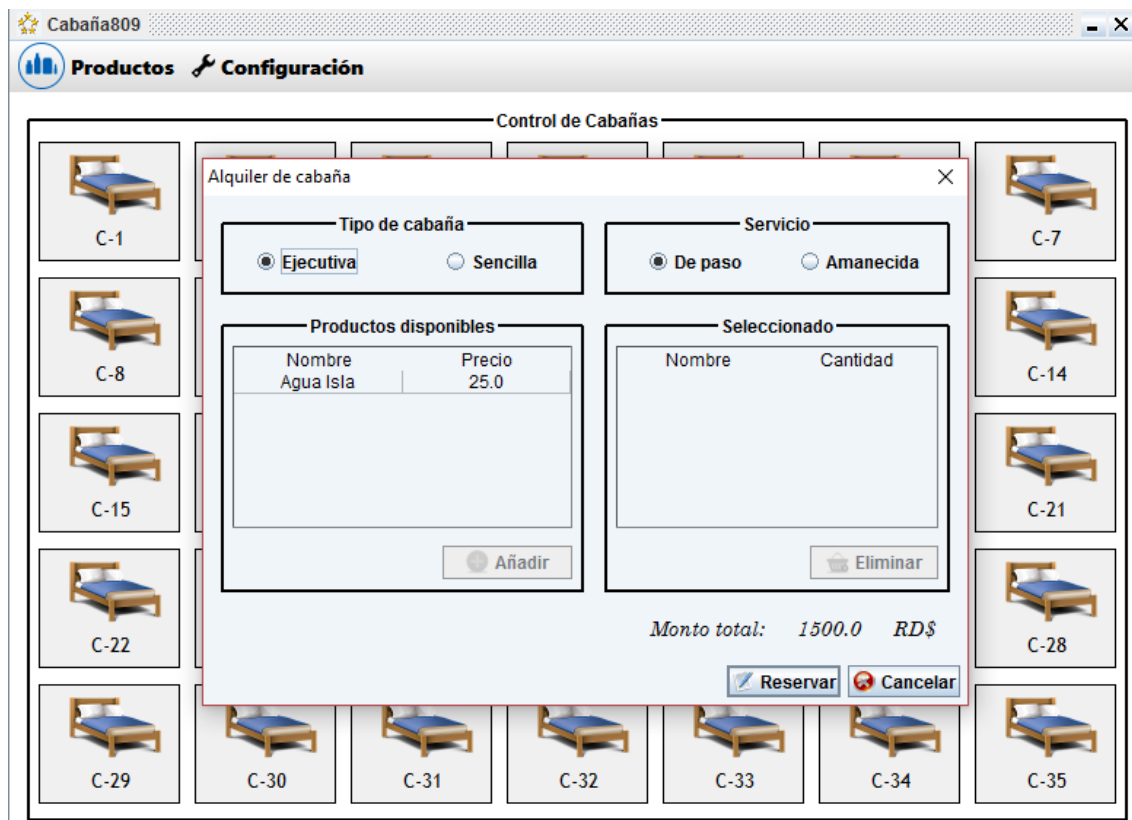 Cabaña809
Productos Configuración
Control de Cabañas
C-1 C-7
Alquiler de cabaña
Tipo de cabaña Servicio
Ejecutiva Sencilla De paso Amanecida
C-8 C-14
Productos disponibles Seleccionado
Nombre Precio Nombre Cantidad
Agua Isla 25.0
C-15 C-21
Añadir Eliminar
Monto total: 1500.0 RD$
C-22 C-28
Reservar Cancelar
C-29 C-30 C-31 C-32 C-33 C-34 C-35